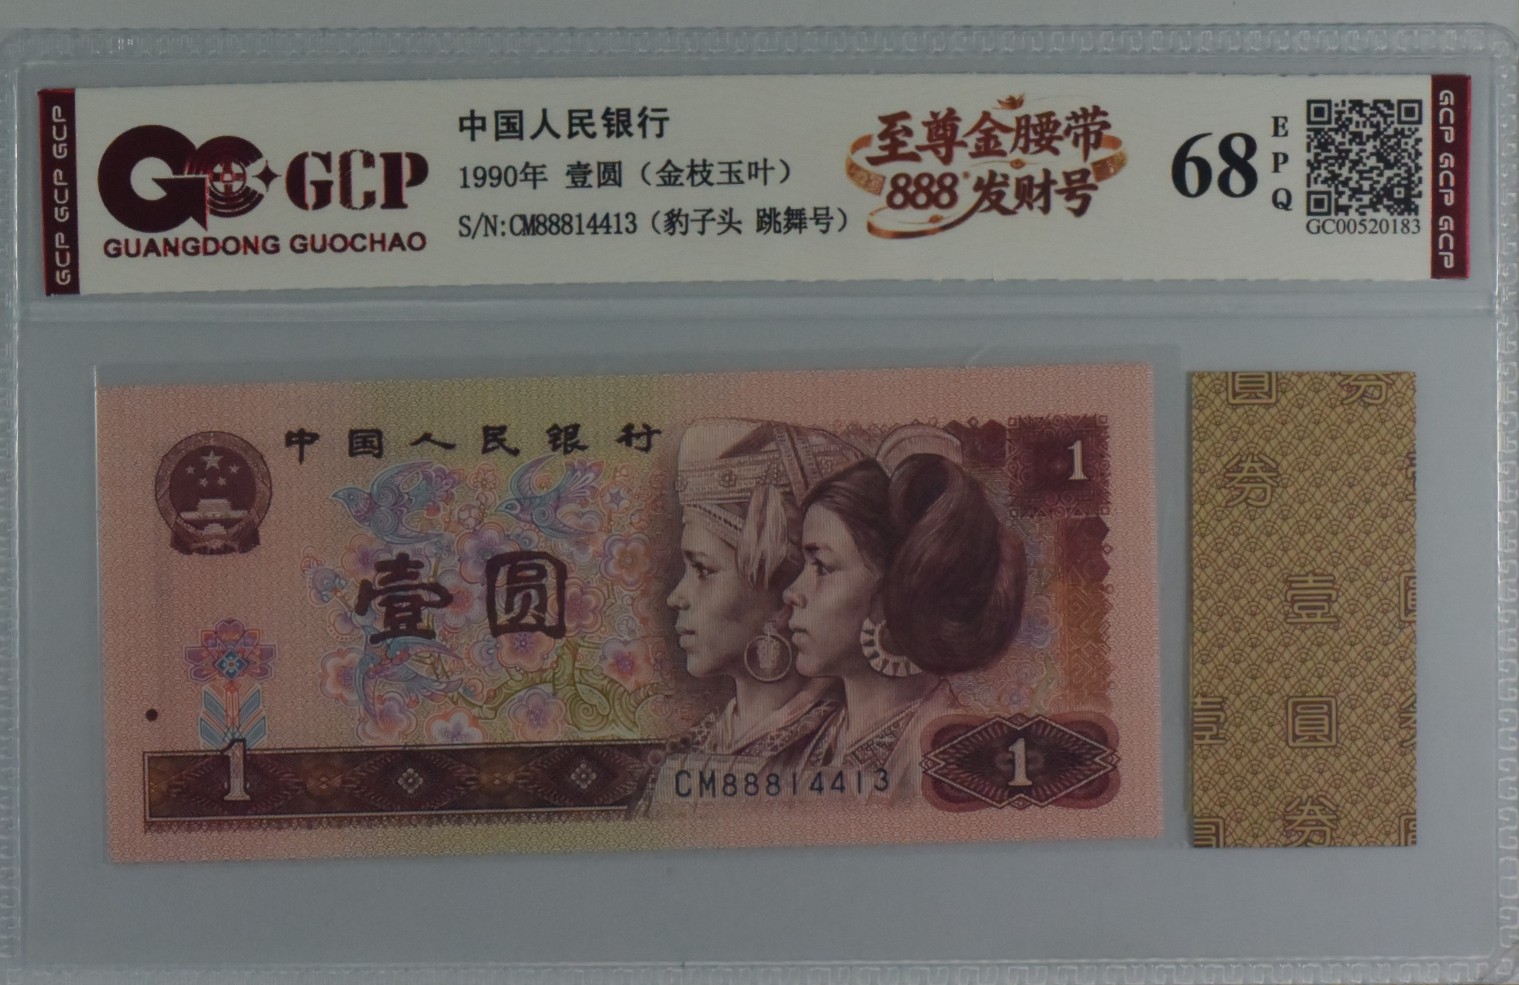 GCP GCP GCP
GCP
GUANGDONG GUOCHAO
中国人民银行
1990年 壹圆（金枝玉叶）
S/N:CM88814413（豹子头 跳舞号）
至尊金腰带
888 发财号
68
EPQ
GC00520183
GCP GCP GCP
中国人民银行
1
壹圆
1
CM88814413
1
圓 券
券
壹
壹 圓
券